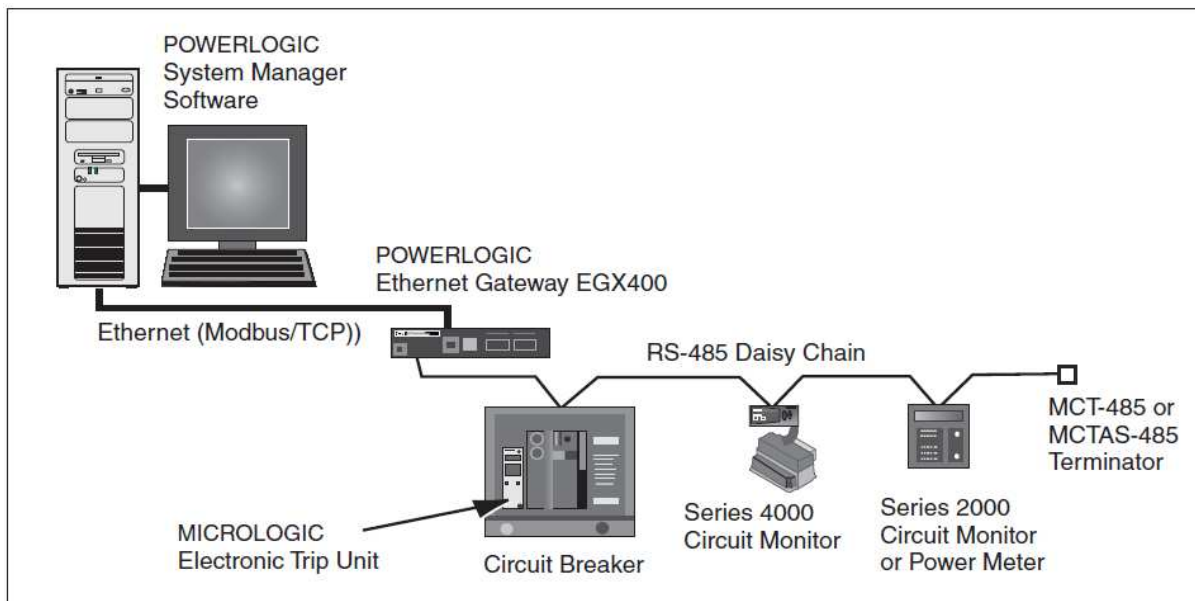 POWERLOGIC
System Manager
Software
POWERLOGIC
Ethernet Gateway EGX400
Ethernet (Modbus/TCP))
RS-485 Daisy Chain
MCT-485 or
MCTAS-485
Terminator
MICROLOGIC
Electronic Trip Unit
Circuit Breaker
Series 4000
Circuit Monitor
Series 2000
Circuit Monitor
or Power Meter